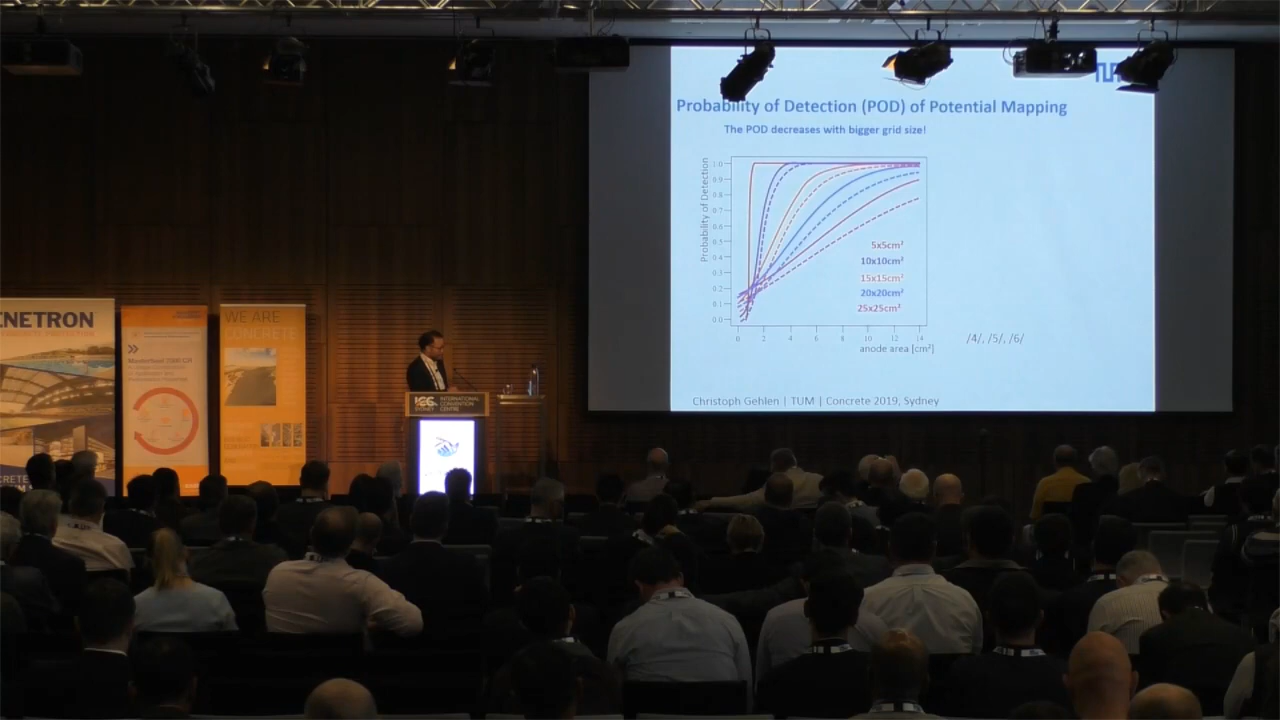 Probability of Detection (POD) of Potential Mapping
The POD decreases with bigger grid size!
Probability of Detection
1.0
0.9
0.8
0.7
0.6
0.5
0.4
0.3
0.2
0.1
0.0
0 2 4 6 8 10 12 14
anode area [cm²]
5x5cm²
10x10cm²
15x15cm²
20x20cm²
25x25cm²
/4/, /5/, /6/
Christoph Gehlen | TUM | Concrete 2019, Sydney
ENETRON
WE ARE
CONCRETE
ICC
SYDNEY
INTERNATIONAL
CONVENTION
CENTRE